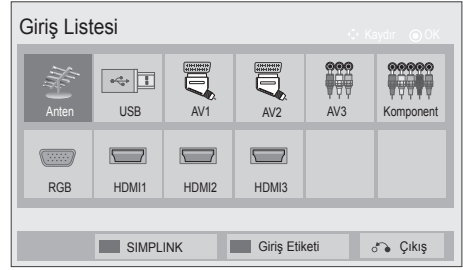 Giriş Listesi
Kaydır OK
Anten USB AV1 AV2 AV3 Komponent
RGB HDMI1 HDMI2 HDMI3
SIMPLINK Giriş Etiketi Çıkış